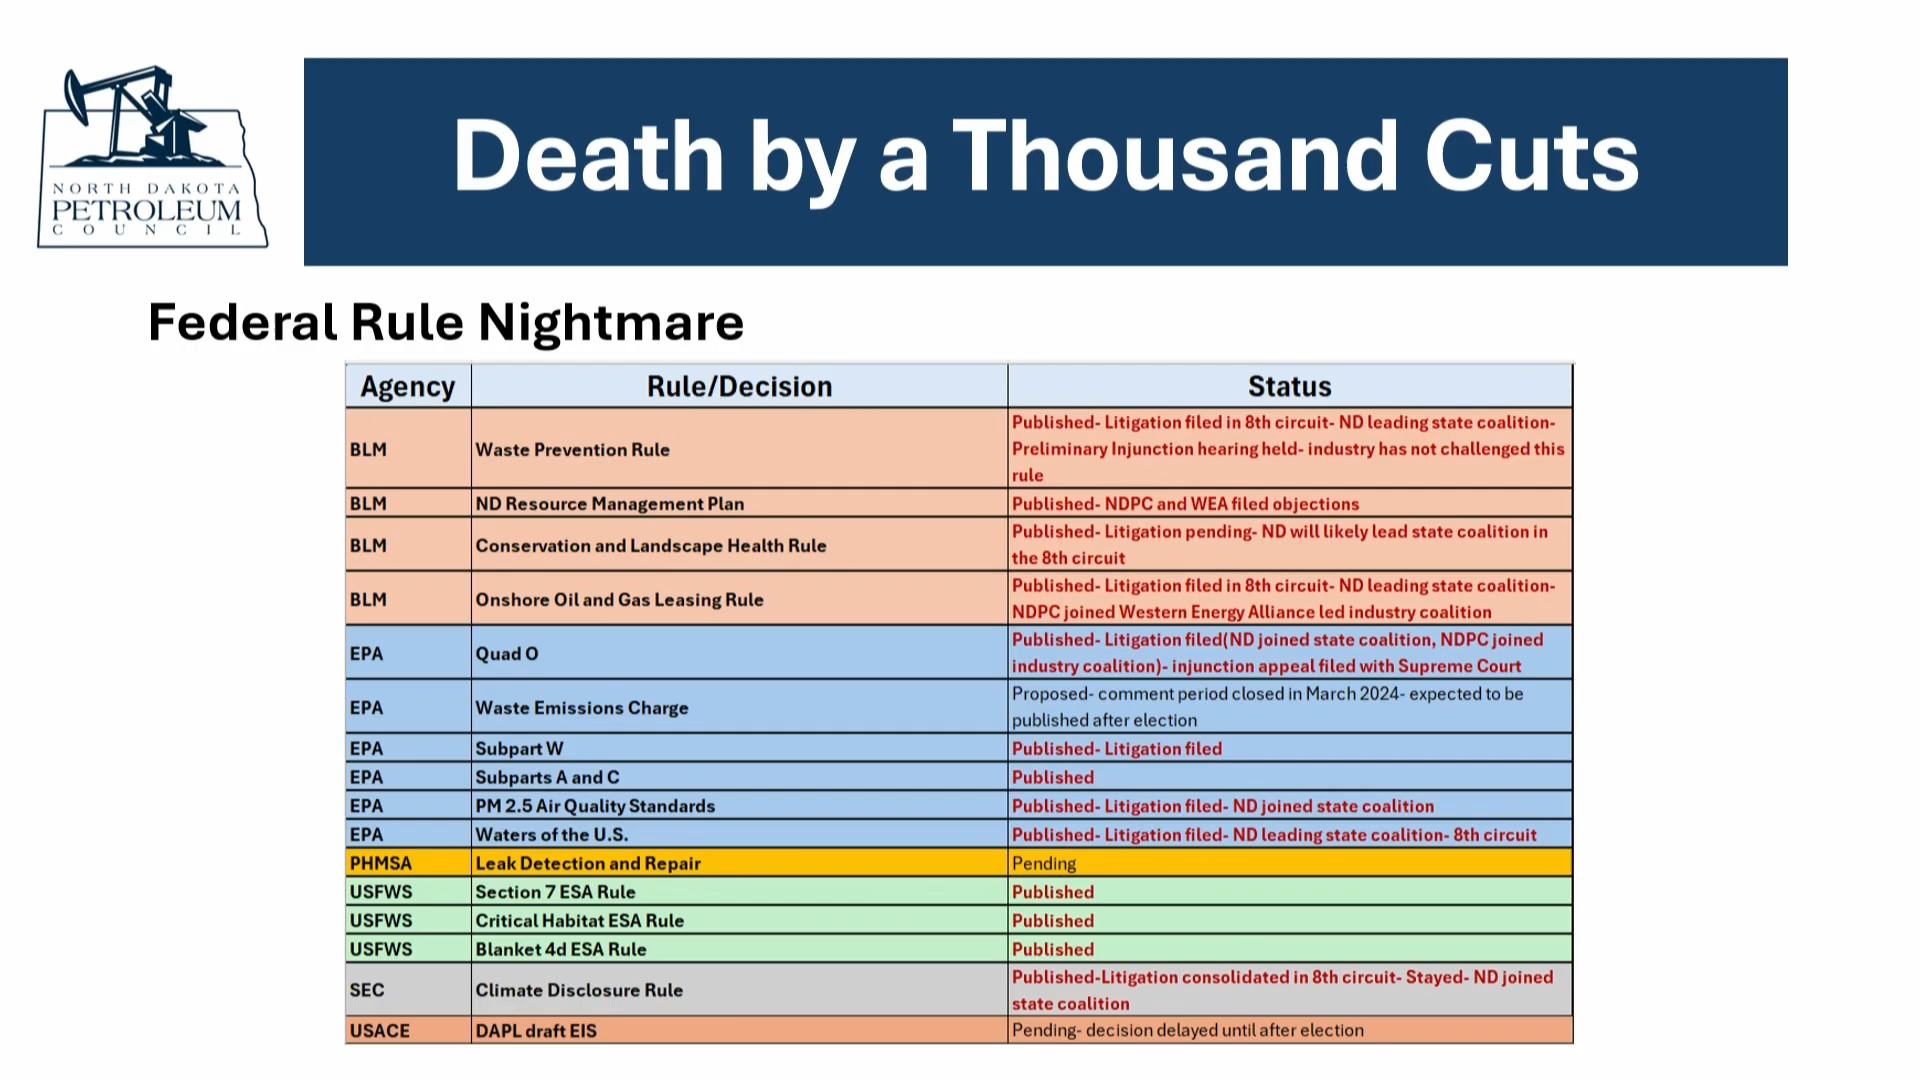 NORTH DAKOTA
PETROLEUM
COUNCIL
Death by a Thousand Cuts
Federal Rule Nightmare
Agency Rule/Decision Status
BLM Waste Prevention Rule Published- Litigation filed in 8th circuit- ND leading state coalition-
Preliminary Injunction hearing held- industry has not challenged this
rule
BLM ND Resource Management Plan Published- NDPC and WEA filed objections
BLM Conservation and Landscape Health Rule Published- Litigation pending- ND will likely lead state coalition in
the 8th circuit
BLM Onshore Oil and Gas Leasing Rule Published- Litigation filed in 8th circuit- ND leading state coalition-
NDPC joined Western Energy Alliance led industry coalition
EPA Quad O Published- Litigation filed(ND joined state coalition, NDPC joined
industry coalition)- injunction appeal filed with Supreme Court
EPA Waste Emissions Charge Proposed- comment period closed in March 2024- expected to be
published after election
EPA Subpart W Published- Litigation filed
EPA Subparts A and C Published
EPA PM 2.5 Air Quality Standards Published- Litigation filed- ND joined state coalition
EPA Waters of the U.S. Published- Litigation filed- ND leading state coalition- 8th circuit
PHMSA Leak Detection and Repair Pending
USFWS Section 7 ESA Rule Published
USFWS Critical Habitat ESA Rule Published
USFWS Blanket 4d ESA Rule Published
SEC Climate Disclosure Rule Published-Litigation consolidated in 8th circuit- Stayed- ND joined
state coalition
USACE DAPL draft EIS Pending- decision delayed until after election